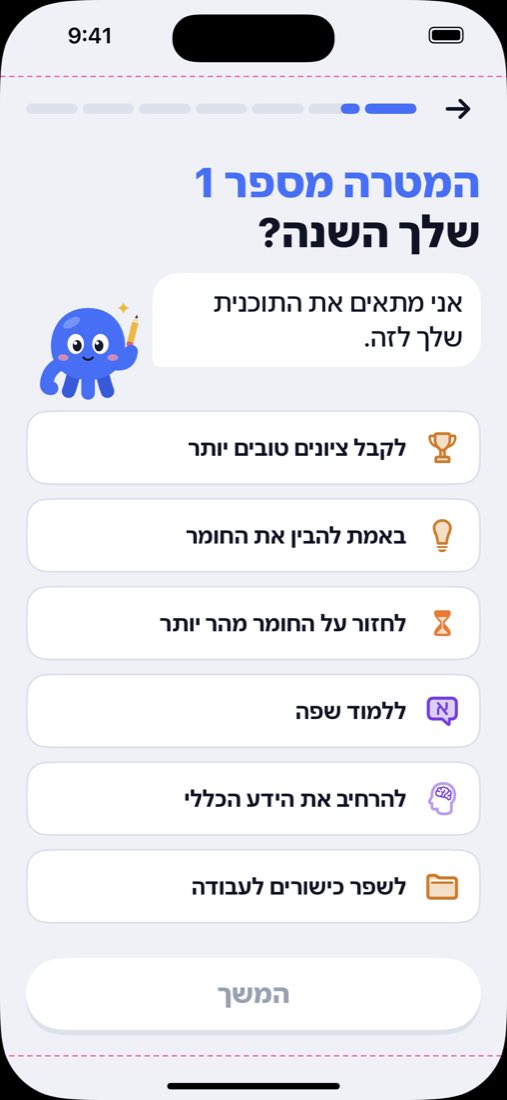 9:41
המטרה מספר 1
שלך השנה?
אני מתאים את התוכנית
שלך לזה.
לקבל ציונים טובים יותר
באמת להבין את החומר
לחזור על החומר מהר יותר
א
ללמוד שפה
להרחיב את הידע הכללי
לשפר כישורים לעבודה
המשך